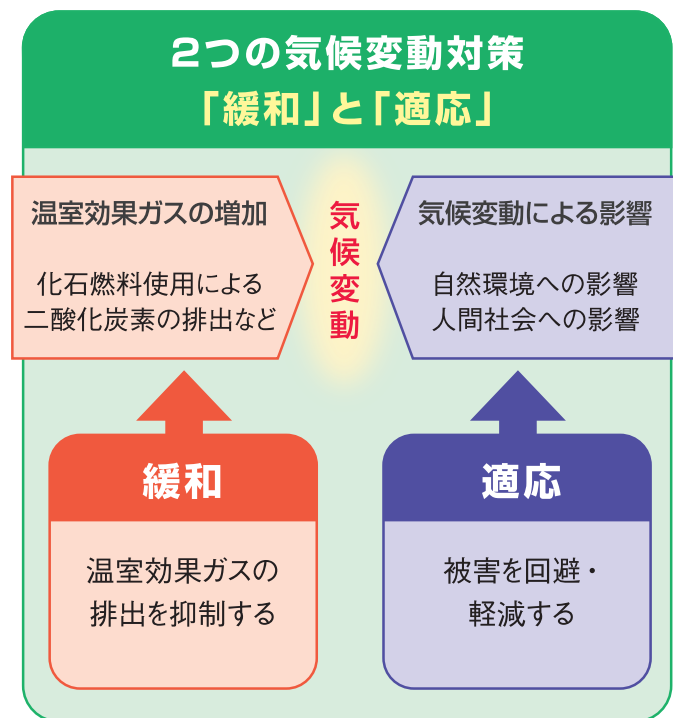 2つの気候変動対策
「緩和」と「適応」
温室効果ガスの増加
化石燃料使用による
二酸化炭素の排出など
気候変動
気候変動による影響
自然環境への影響
人間社会への影響
緩和
温室効果ガスの
排出を抑制する
適応
被害を回避・
軽減する